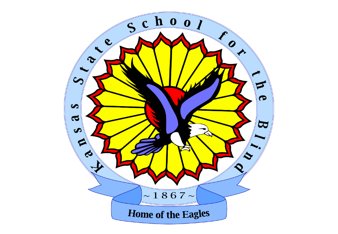 Kansas State School for the Blind
~1867~
Home of the Eagles